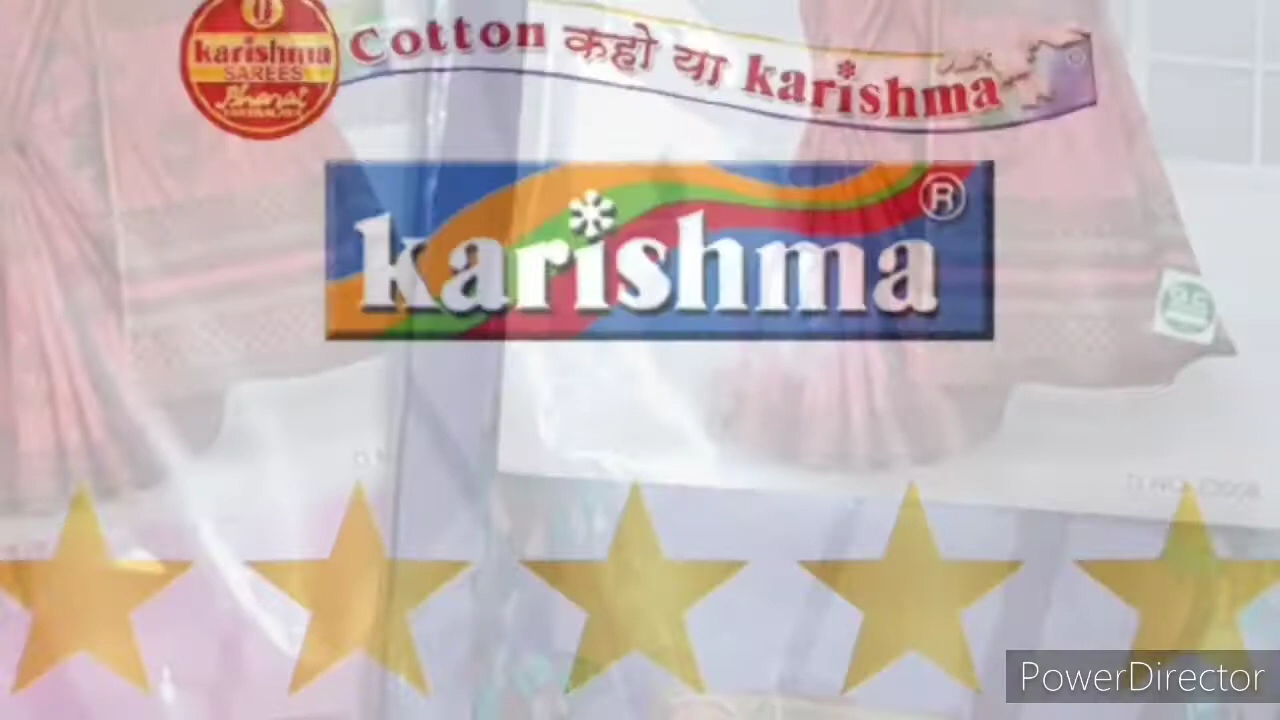 karishma
SAREES
Cotton कहो या karishma
karishma ®
PowerDirector